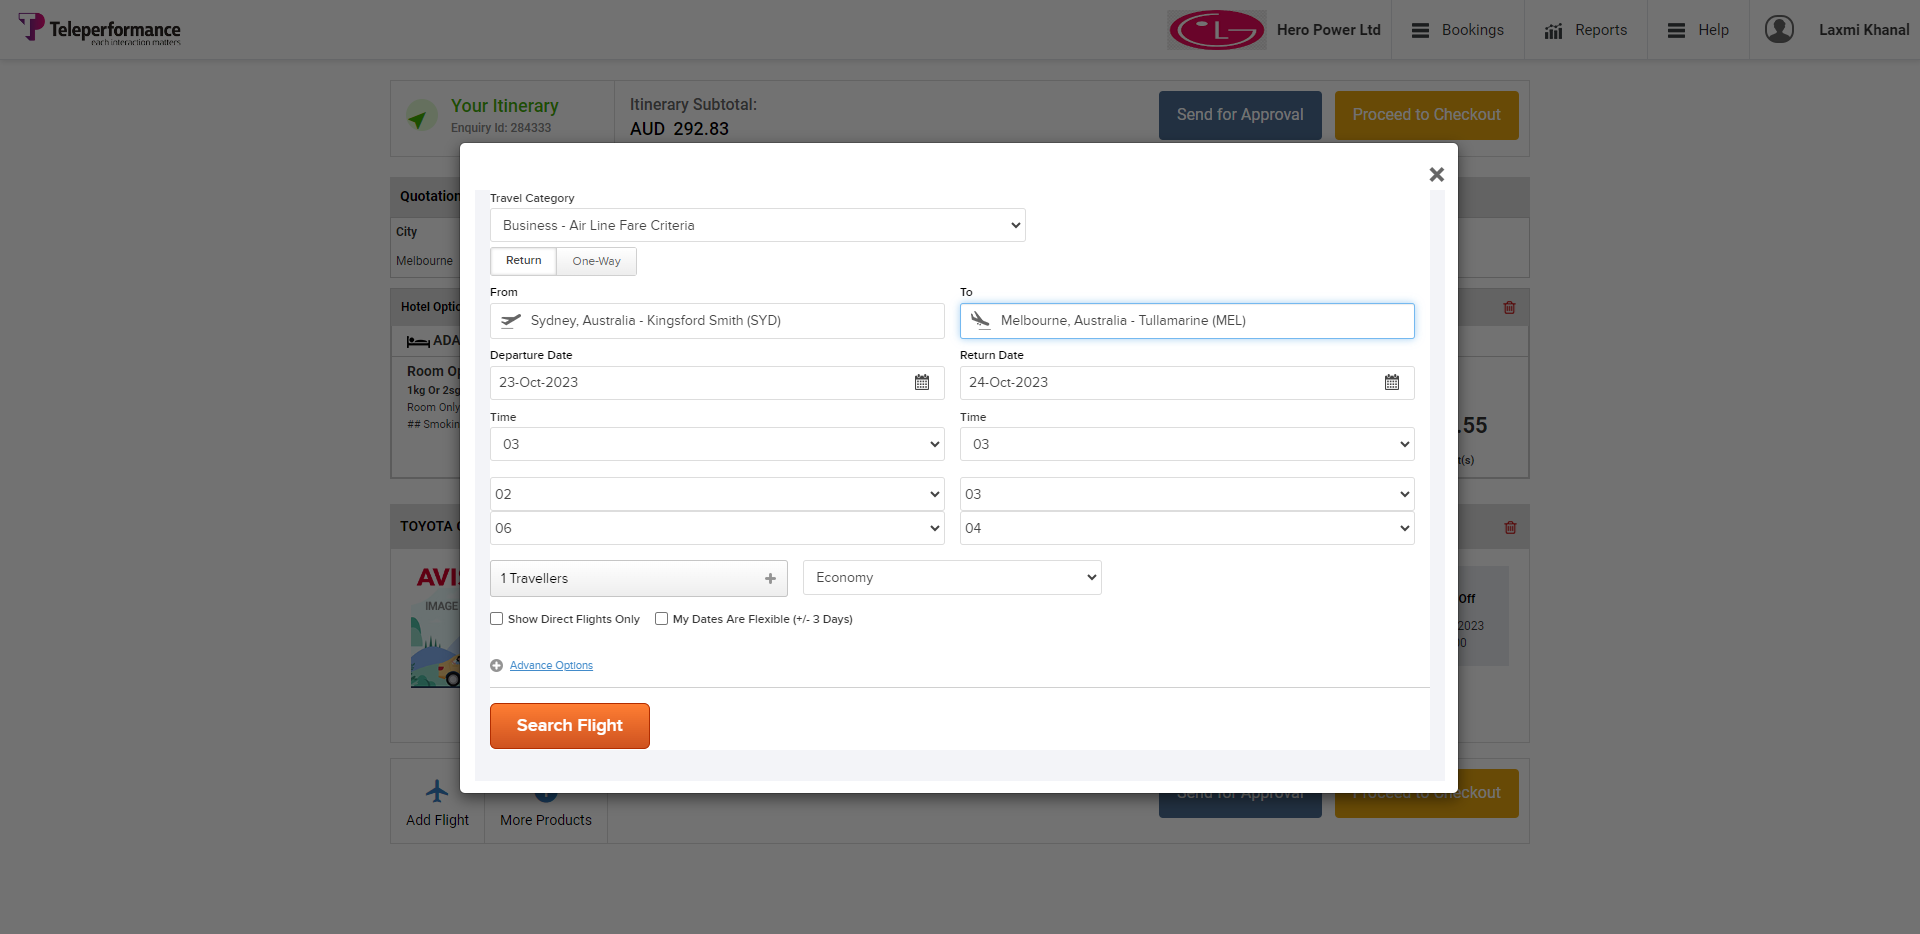 Teleperformance
each interaction matters
LG
Hero Power Ltd
Bookings
Reports
Help
Laxmi Khanal
Your Itinerary
Enquiry Id: 284333
Itinerary Subtotal:
AUD 292.83
Send for Approval
Proceed to Checkout
Quotation
City
Melbourne
Hotel Optio
ADA
Room Op
1kg Or 2sg
Room Only
## Smokin
.55
t(s)
TOYOTA
AVIS
IMAGE
Off
2023
Travel Category
Business - Air Line Fare Criteria
Return
One-Way
From
To
Sydney, Australia - Kingsford Smith (SYD)
Melbourne, Australia - Tullamarine (MEL)
Departure Date
Return Date
23-Oct-2023
24-Oct-2023
Time
Time
03
03
02
03
06
04
1 Travellers
Economy
Show Direct Flights Only
My Dates Are Flexible (+/- 3 Days)
Advance Options
Search Flight
Add Flight
More Products
Send for Approval
Proceed to Checkout